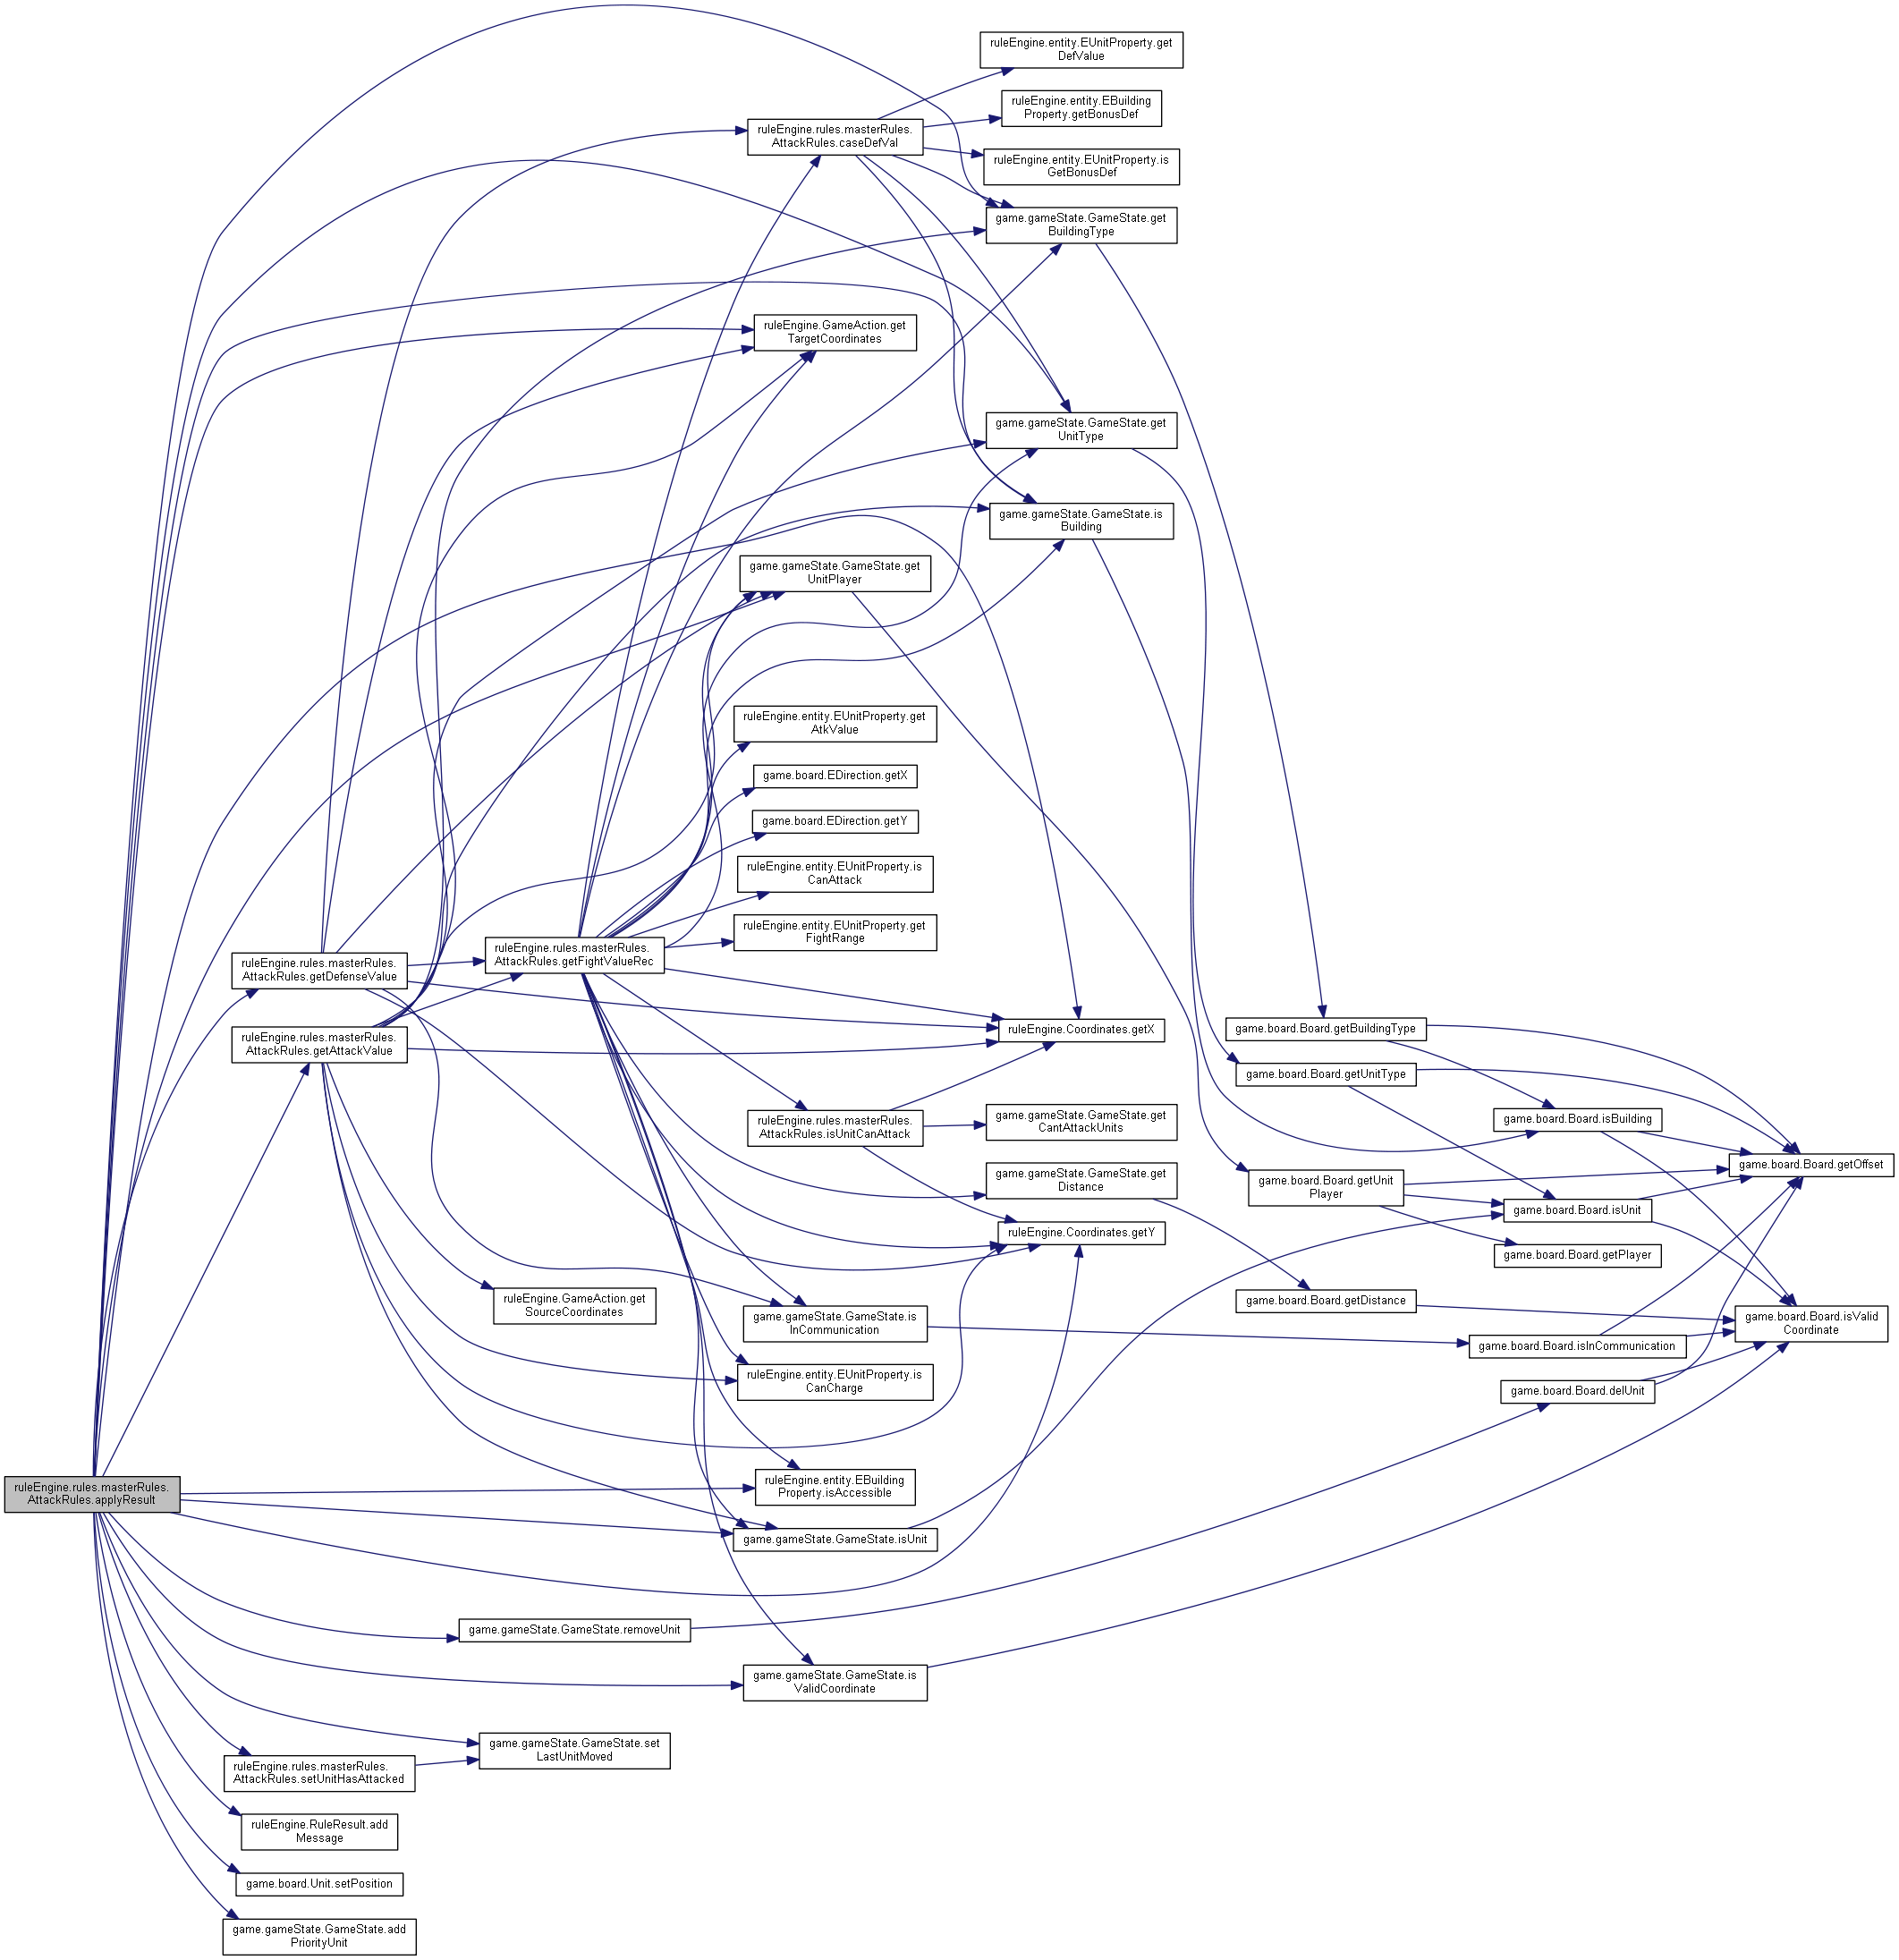 ruleEngine.entity.EUnitProperty.get
DefValue
ruleEngine.entity.EBuilding
Property.getBonusDef
ruleEngine.rules.masterRules.
AttackRules.caseDefVal
ruleEngine.entity.EUnitProperty.is
GetBonusDef
game.gameState.GameState.get
BuildingType
ruleEngine.GameAction.get
TargetCoordinates
game.gameState.GameState.get
UnitType
game.gameState.GameState.is
Building
game.gameState.GameState.get
UnitPlayer
ruleEngine.entity.EUnitProperty.get
AtkValue
game.board.EDirection.getX
game.board.EDirection.getY
ruleEngine.entity.EUnitProperty.is
CanAttack
ruleEngine.entity.EUnitProperty.get
FightRange
ruleEngine.rules.masterRules.
AttackRules.getFightValueRec
ruleEngine.rules.masterRules.
AttackRules.getDefenseValue
ruleEngine.rules.masterRules.
AttackRules.getAttackValue
ruleEngine.Coordinates.getX
game.board.Board.getBuildingType
game.board.Board.getUnitType
game.board.Board.isBuilding
ruleEngine.rules.masterRules.
AttackRules.isUnitCanAttack
game.gameState.GameState.get
CantAttackUnits
game.board.Board.getOffset
game.gameState.GameState.get
Distance
game.board.Board.getUnit
Player
game.board.Board.isUnit
ruleEngine.Coordinates.getY
game.board.Board.getPlayer
ruleEngine.GameAction.get
SourceCoordinates
game.board.Board.getDistance
game.gameState.GameState.is
InCommunication
game.board.Board.isValid
Coordinate
game.board.Board.isInCommunication
ruleEngine.entity.EUnitProperty.is
CanCharge
game.board.Board.delUnit
ruleEngine.rules.masterRules.
AttackRules.applyResult
ruleEngine.entity.EBuilding
Property.isAccessible
game.gameState.GameState.isUnit
game.gameState.GameState.removeUnit
game.gameState.GameState.is
ValidCoordinate
game.gameState.GameState.set
LastUnitMoved
ruleEngine.rules.masterRules.
AttackRules.setUnitHasAttacked
ruleEngine.RuleResult.add
Message
game.board.Unit.setPosition
game.gameState.GameState.add
PriorityUnit